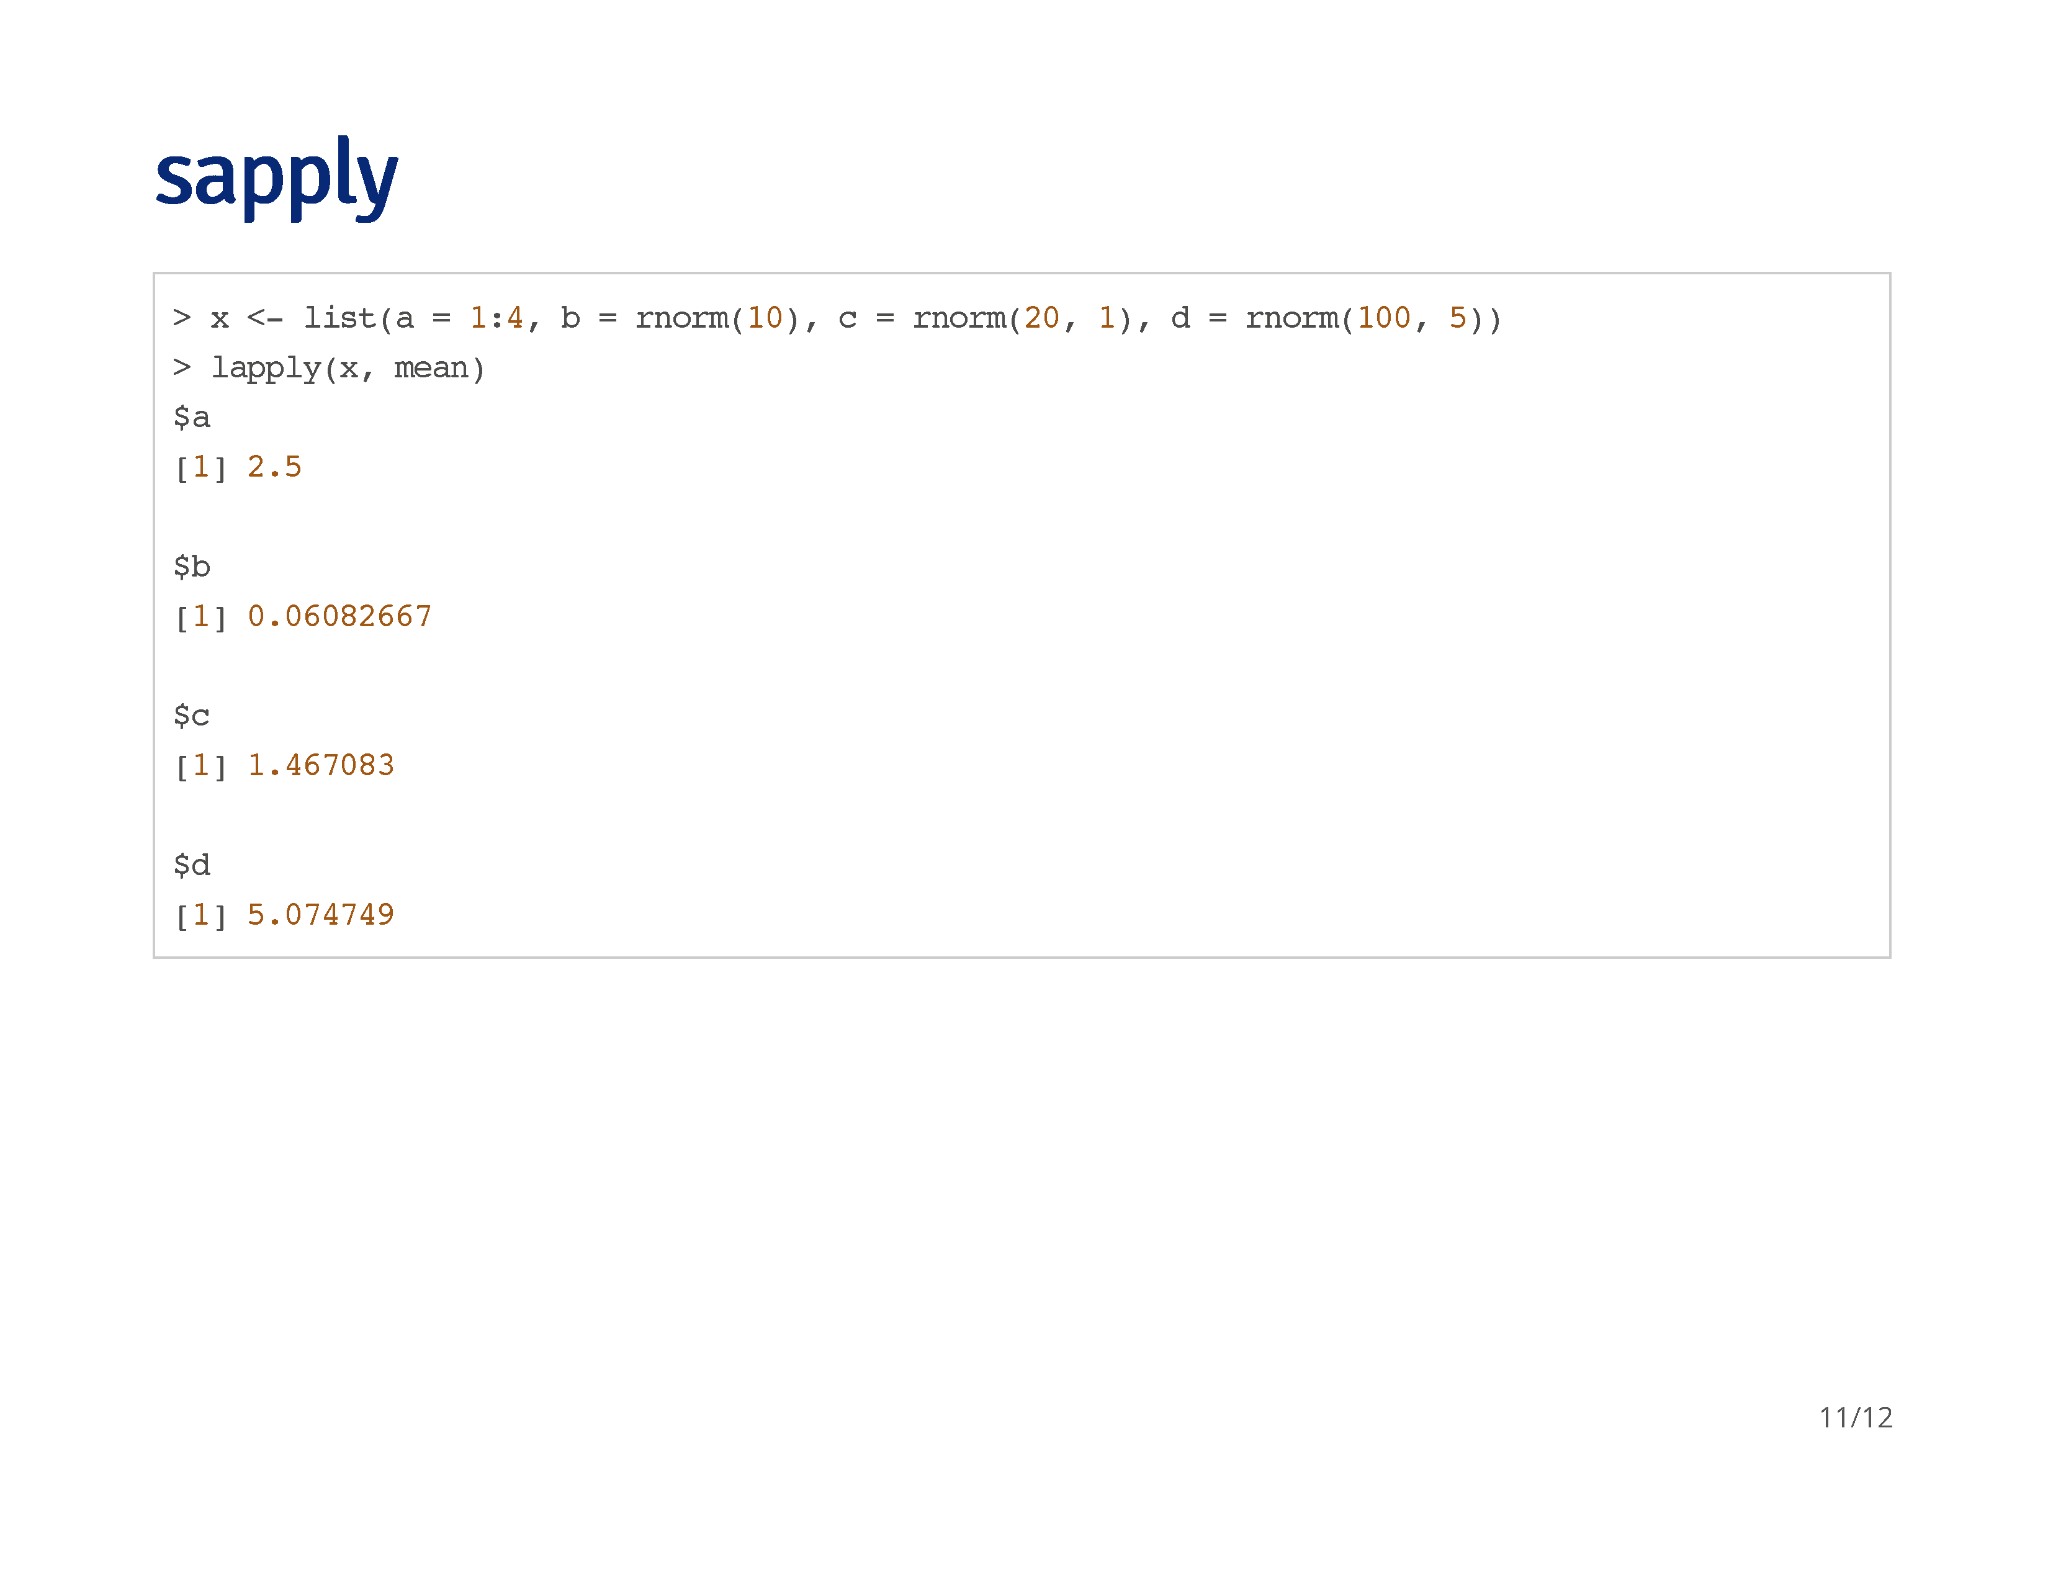 sapply
> x <- list(a = 1:4, b = rnorm(10), c = rnorm(20, 1), d = rnorm(100, 5))
> lapply(x, mean)
$a
[1] 2.5
$b
[1] 0.06082667
$c
[1] 1.467083
$d
[1] 5.074749
11/12